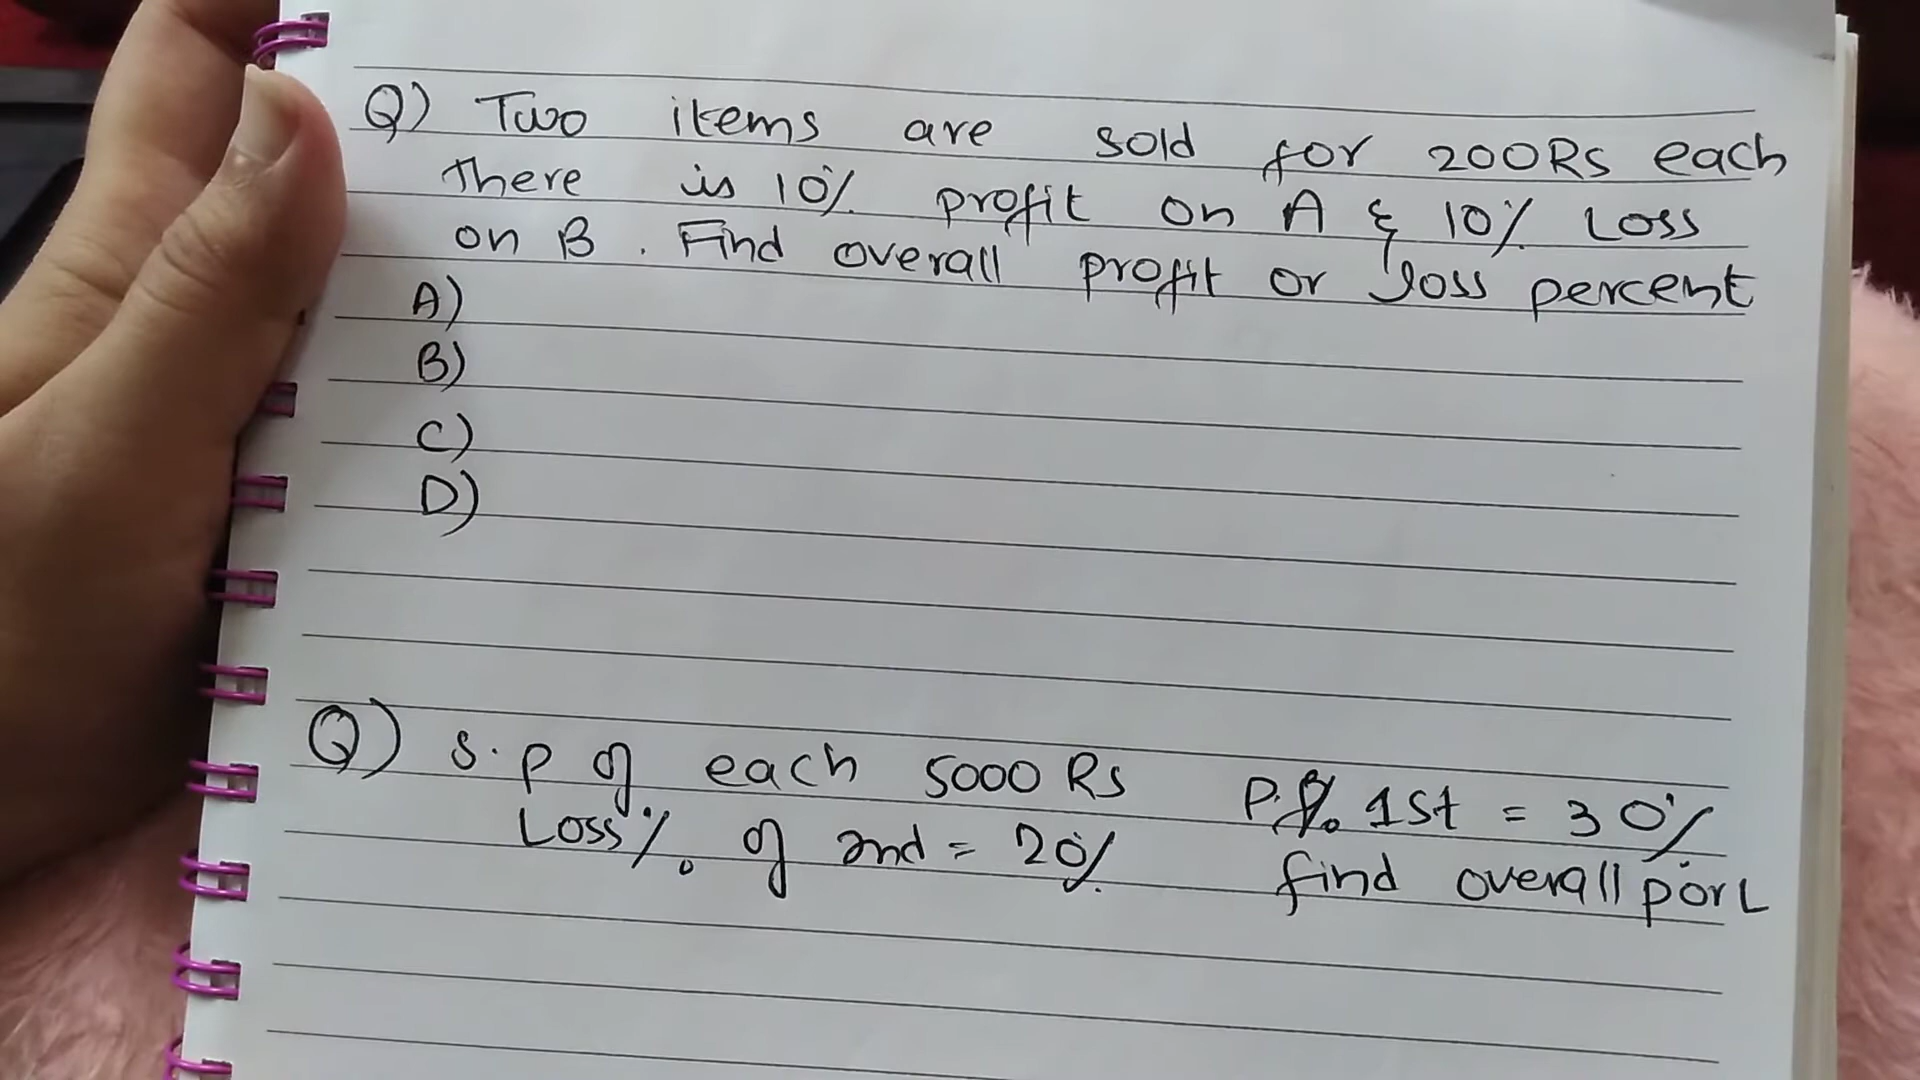 Q) Two items are sold for 200Rs each
There is 10% profit on A & 10% Loss
on B. Find overall profit or loss percent
A)
B)
C)
D)
Q) S.P of each 5000 Rs P.% 1st = 30%
Loss% of 2nd = 20% find overall P or L